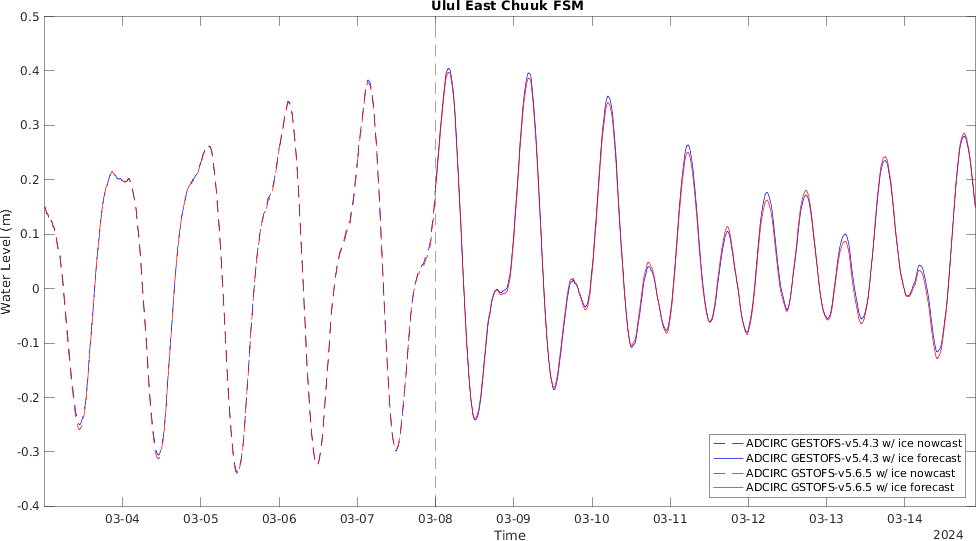 Ulul East Chuuk FSM
0.5
0.4
0.3
0.2
0.1
0
-0.1
-0.2
-0.3
-0.4
Water Level (m)
ADCIRC GESTOFS-v5.4.3 w/ ice nowcast
ADCIRC GESTOFS-v5.4.3 w/ ice forecast
ADCIRC GSTOFS-v5.6.5 w/ ice nowcast
ADCIRC GSTOFS-v5.6.5 w/ ice forecast
03-04 03-05 03-06 03-07 03-08 03-09 03-10 03-11 03-12 03-13 03-14
Time
2024